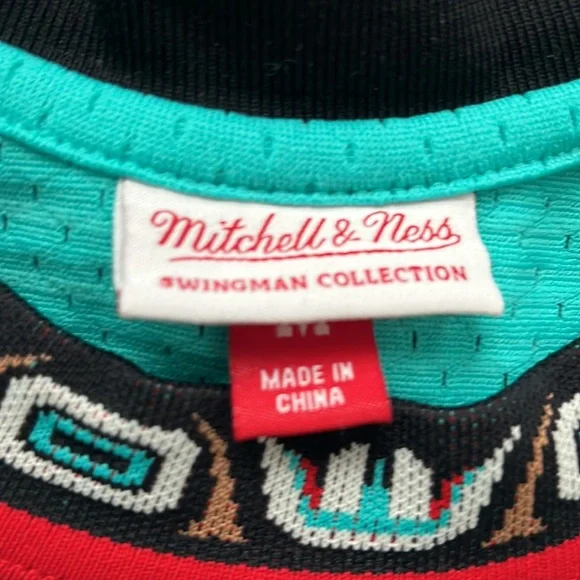 Mitchell & Ness
SWINGMAN COLLECTION
MADE IN
CHINA